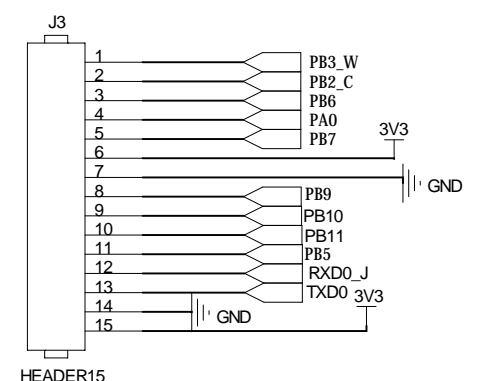 J3
1 PB3_W
2 PB2_C
3 PB6
4 PA0
5 PB7
6 3V3
7 GND
8 PB9
9 PB10
10 PB11
11 PB5
12 RXD0_J
13 TXD0
14 GND
15 3V3
HEADER15